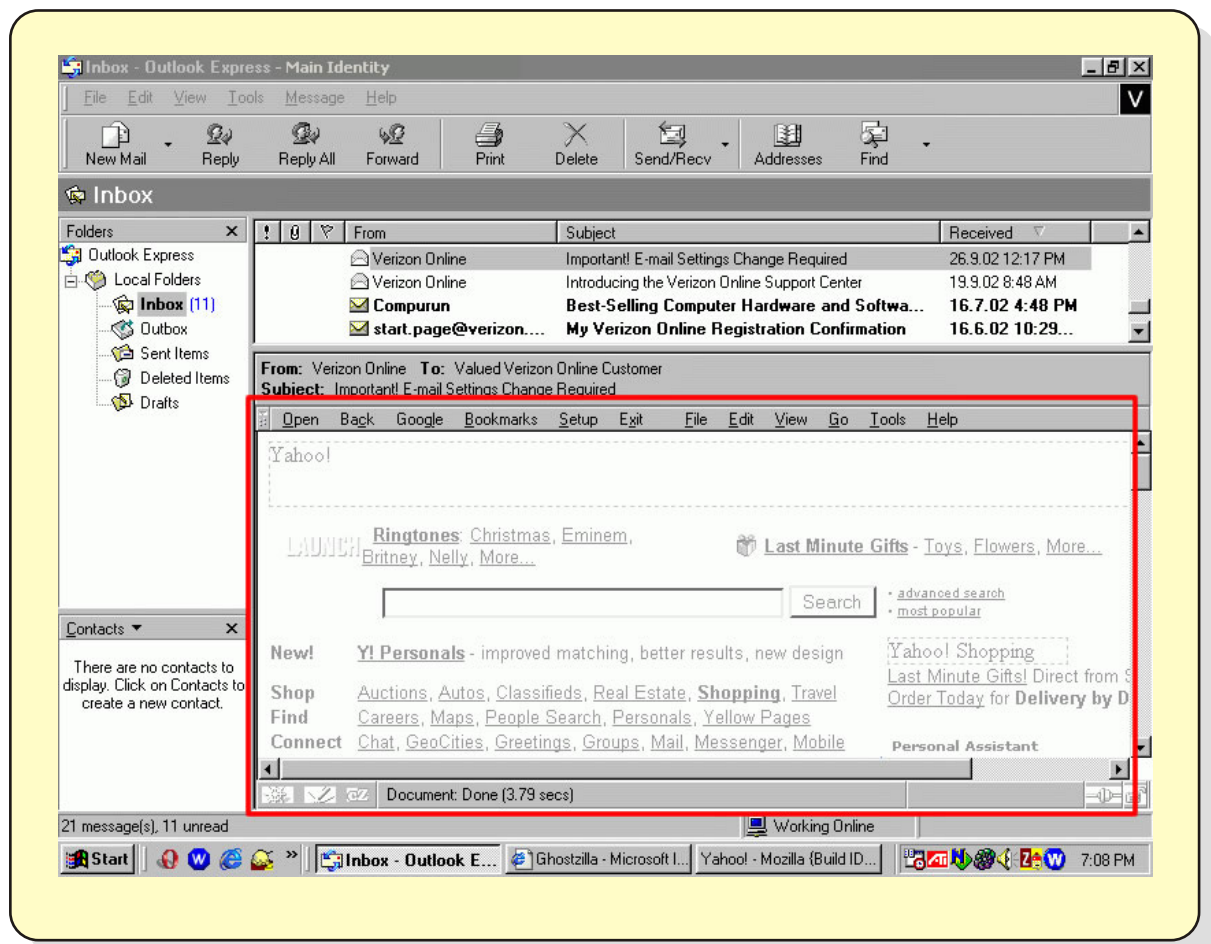 Inbox - Outlook Express - Main Identity
File Edit View Tools Message Help
V
New Mail Reply Reply All Forward Print Delete Send/Recv Addresses Find
Inbox
Folders x
! From Subject Received
Outlook Express
Local Folders
Inbox (11)
Outbox
Sent Items
Deleted Items
Drafts
Verizon Online Important! E-mail Settings Change Required 26.9.02 12:17 PM
Verizon Online Introducing the Verizon Online Support Center 19.9.02 8:48 AM
Compurun Best-Selling Computer Hardware and Softwa... 16.7.02 4:48 PM
start.page@verizon.... My Verizon Online Registration Confirmation 16.6.02 10:29...
From: Verizon Online To: Valued Verizon Online Customer
Subject: Important! E-mail Settings Change Required
Open Back Google Bookmarks Setup Exit File Edit View Go Tools Help
Yahoo!
LAUNCH Ringtones: Christmas, Eminem,
Britney, Nelly, More...
Last Minute Gifts - Toys, Flowers, More...
Search
· advanced search
· most popular
New! Y! Personals - improved matching, better results, new design
Shop Auctions, Autos, Classifieds, Real Estate, Shopping, Travel
Find Careers, Maps, People Search, Personals, Yellow Pages
Connect Chat, GeoCities, Greetings, Groups, Mail, Messenger, Mobile
Yahoo! Shopping
Last Minute Gifts! Direct from S
Order Today for Delivery by D
Personal Assistant
Document: Done (3.79 secs)
Contacts x
There are no contacts to
display. Click on Contacts to
create a new contact.
21 message(s), 11 unread Working Online
Start » Inbox - Outlook E... Ghostzilla - Microsoft I... Yahoo! - Mozilla {Build ID... 7:08 PM